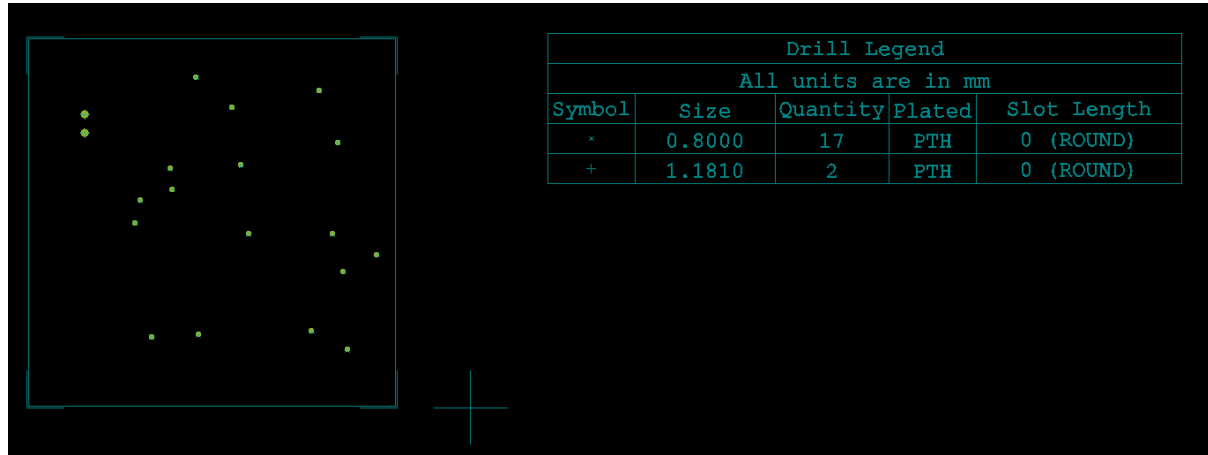 Drill Legend
All units are in mm
Symbol Size Quantity Plated Slot Length
× 0.8000 17 PTH 0 (ROUND)
+ 1.1810 2 PTH 0 (ROUND)